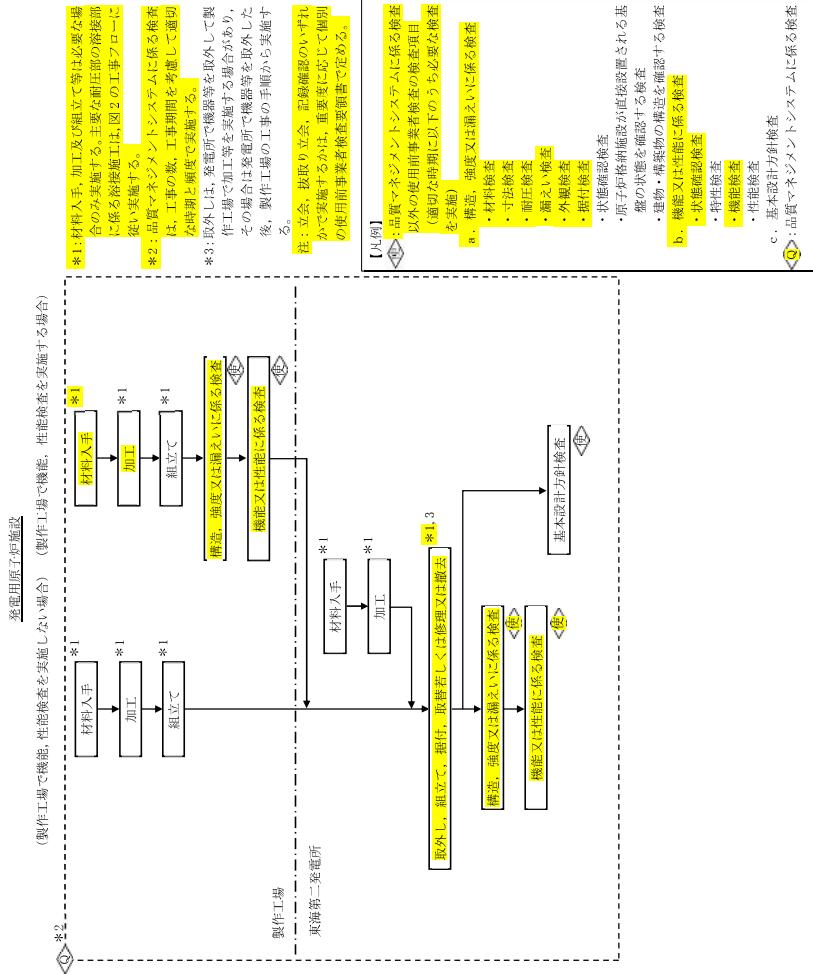 発電用原子炉施設
（製作工場で機能,性能検査を実施しない場合）
（製作工場で機能，性能検査を実施する場合）
Q
＊2
材料入手
＊1
加工
＊1
組立て
＊1
材料入手
＊1
加工
＊1
組立て
＊1
構造，強度又は漏えいに係る検査
使
機能又は性能に係る検査
使
製作工場
東海第二発電所
材料入手
＊1
加工
＊1
取外し，組立て，据付，取替若しくは修理又は撤去
＊1,3
構造，強度又は漏えいに係る検査
使
機能又は性能に係る検査
使
基本設計方針検査
使
＊1:材料入手，加工及び組立て等は必要な場
合のみ実施する。主要な耐圧部の溶接部
に係る溶接施工は，図２の工事フローに
従い実施する。
＊2：品質マネジメントシステムに係る検査
は，工事の数，工事期間を考慮して適切
な時期と頻度で実施する。
＊3：取外しは，発電所で機器等を取外して製
作工場で加工等を実施する場合があり，
その場合は発電所で機器等を取外した
後，製作工場の工事の手順から実施す
る。
注：立会，抜取り立会，記録確認のいずれ
かで実施するかは，重要度に応じて個別
の使用前事業者検査要領書で定める。
【凡例】
使：品質マネジメントシステムに係る検査
以外の使用前事業者検査の検査項目
（適切な時期に以下のうち必要な検査
を実施）
a．構造，強度又は漏えいに係る検査
・材料検査
・寸法検査
・耐圧検査
・漏えい検査
・外観検査
・据付検査
・状態確認検査
・原子炉格納施設が直接設置される基
盤の状態を確認する検査
・建物・構築物の構造を確認する検査
b．機能又は性能に係る検査
・状態確認検査
・特性検査
・機能検査
・性能検査
c．基本設計方針検査
Q：品質マネジメントシステムに係る検査